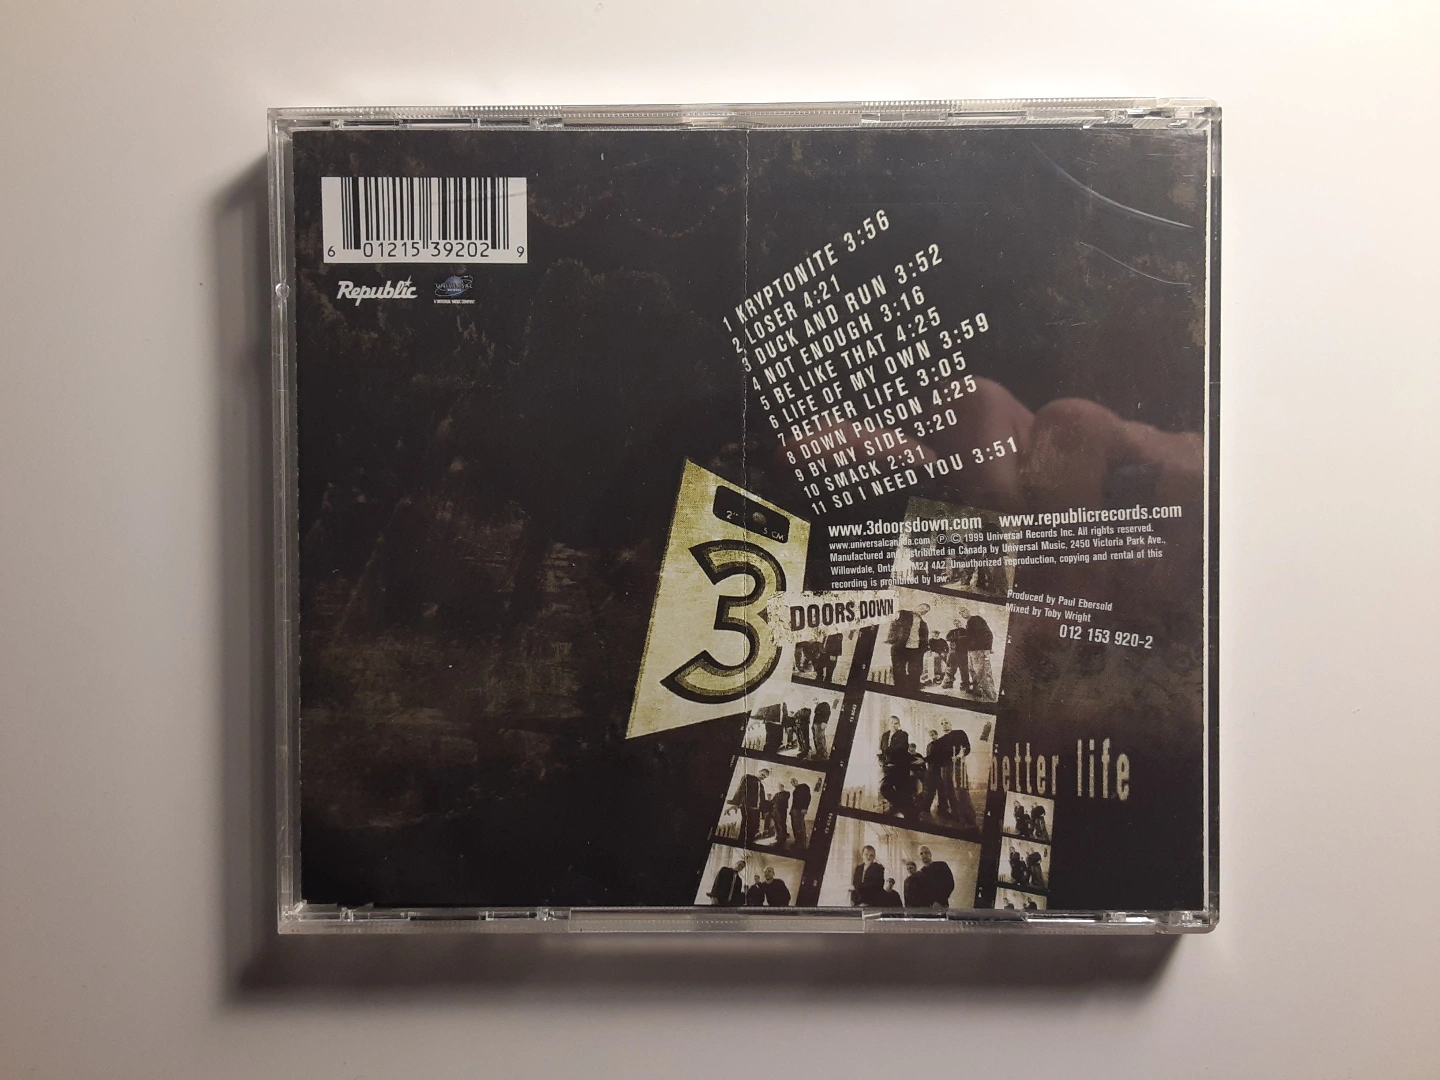 6 01215 39202 9
Republic
UNIVERSAL
1 KRYPTONITE 3:56
2 LOSER 4:21
3 DUCK AND RUN 3:52
4 NOT ENOUGH 3:16
5 BE LIKE THAT 4:25
6 LIFE OF MY OWN 3:59
7 BETTER LIFE 3:05
8 DOWN POISON 4:25
9 BY MY SIDE 3:20
10 SMACK 2:31
11 SO I NEED YOU 3:51
2" 5 CM
3
DOORS DOWN
www.3doorsdown.com www.republicrecords.com
www.universalcanada.com ℗ © 1999 Universal Records Inc. All rights reserved.
Manufactured and distributed in Canada by Universal Music, 2450 Victoria Park Ave.,
Willowdale, Ontario M2J 4A2. Unauthorized reproduction, copying and rental of this
recording is prohibited by law.
Produced by Paul Ebersold
Mixed by Toby Wright
012 153 920-2
better life